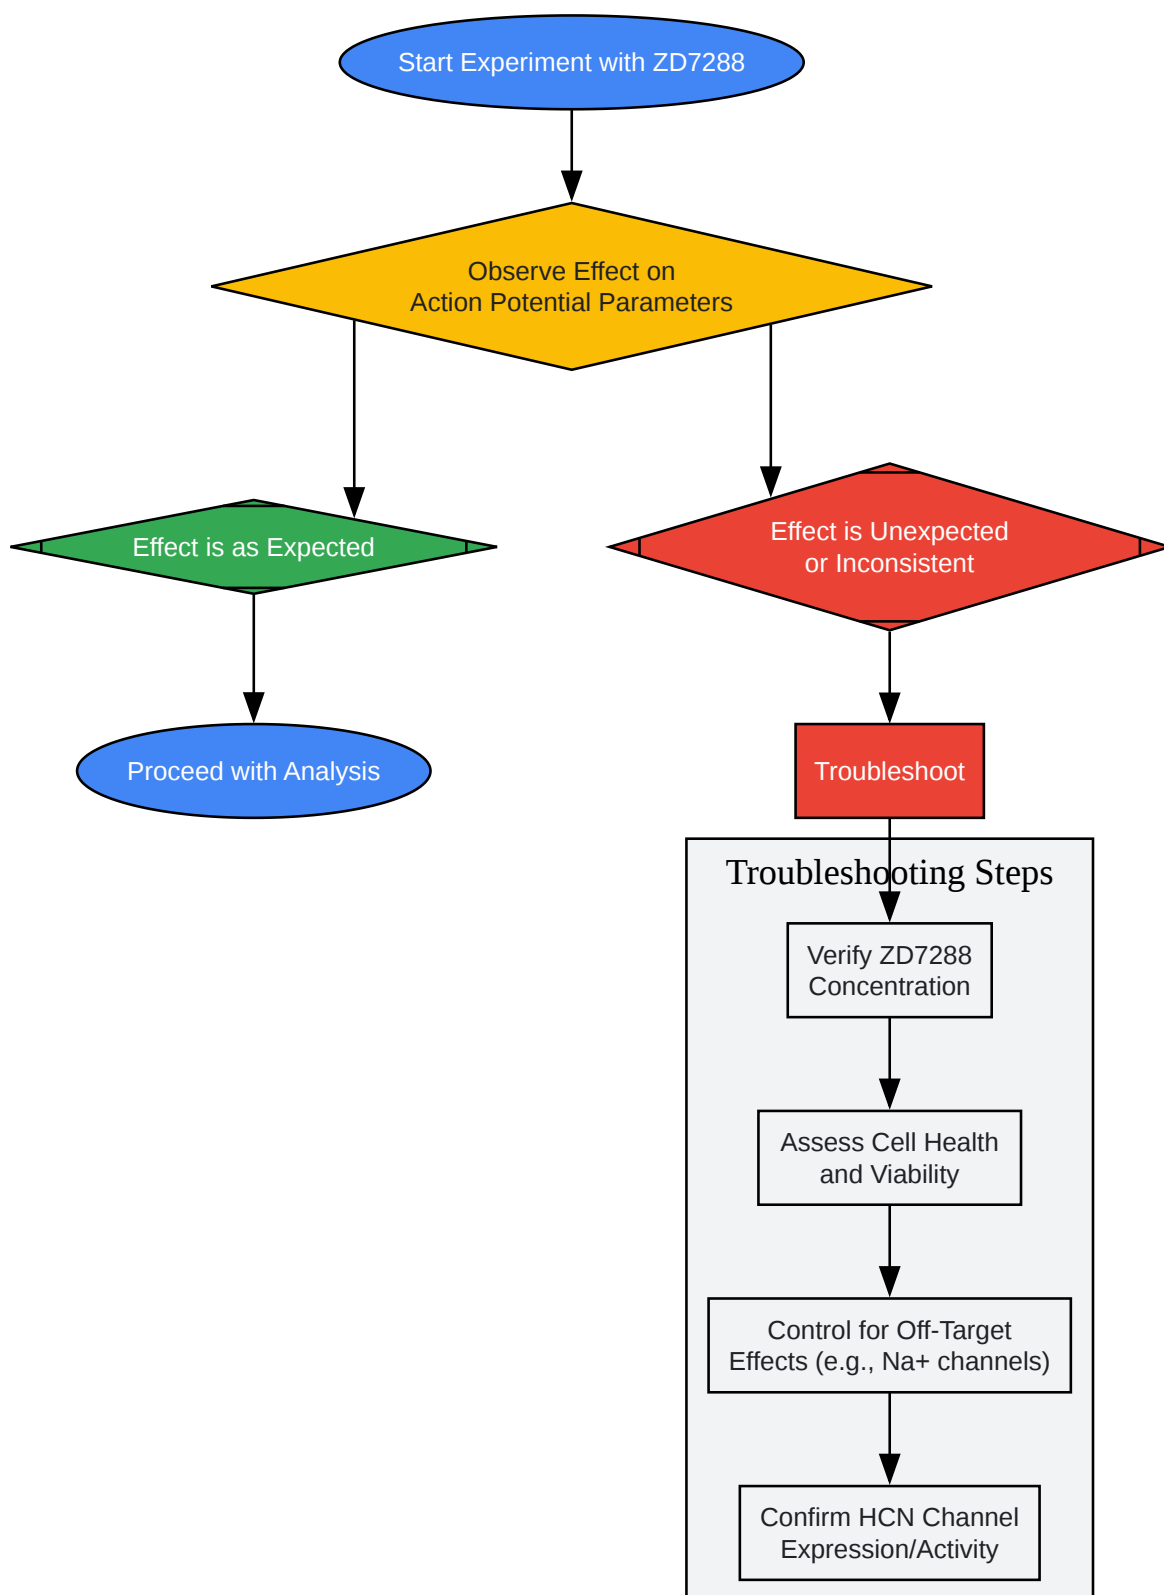 Start Experiment with ZD7288
Observe Effect on
Action Potential Parameters
Effect is as Expected
Effect is Unexpected
or Inconsistent
Proceed with Analysis
Troubleshoot
Troubleshooting Steps
Verify ZD7288
Concentration
Assess Cell Health
and Viability
Control for Off-Target
Effects (e.g., Na+ channels)
Confirm HCN Channel
Expression/Activity